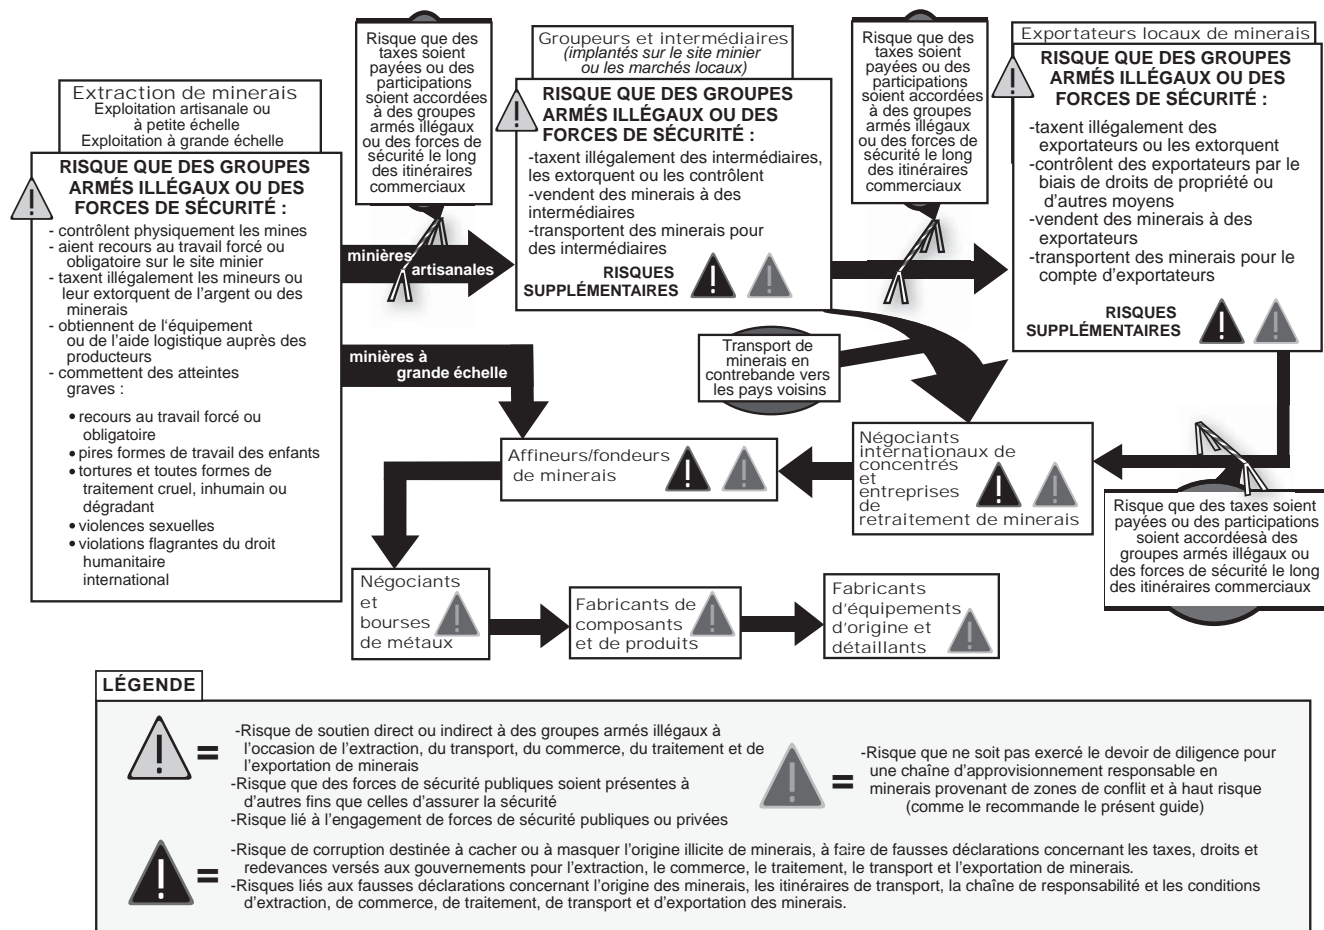 Extraction de minerais
Exploitation artisanale ou
à petite échelle
Exploitation à grande échelle
RISQUE QUE DES GROUPES
ARMÉS ILLÉGAUX OU DES
FORCES DE SÉCURITÉ :
- contrôlent physiquement les mines
- aient recours au travail forcé ou
obligatoire sur le site minier
- taxent illégalement les mineurs ou
leur extorquent de l'argent ou des
minerais
- obtiennent de l'équipement
ou de l'aide logistique auprès des
producteurs
- commettent des atteintes
graves :
• recours au travail forcé ou
obligatoire
• pires formes de travail des enfants
• tortures et toutes formes de
traitement cruel, inhumain ou
dégradant
• violences sexuelles
• violations flagrantes du droit
humanitaire
international
Risque que des
taxes soient
payées ou des
participations
soient accordées
à des groupes
armés illégaux
ou des forces de
sécurité le long
des itinéraires
commerciaux
minières
artisanales
minières à
grande échelle
Groupeurs et intermédiaires
(implantés sur le site minier
ou les marchés locaux)
RISQUE QUE DES GROUPES
ARMÉS ILLÉGAUX OU DES
FORCES DE SÉCURITÉ :
-taxent illégalement des intermédiaires,
les extorquent ou les contrôlent
-vendent des minerais à des
intermédiaires
-transportent des minerais pour
des intermédiaires
RISQUES
SUPPLÉMENTAIRES
Risque que des
taxes soient
payées ou des
participations
soient accordées
à des groupes
armés illégaux
ou des forces de
sécurité le long
des itinéraires
commerciaux
Exportateurs locaux de minerais
RISQUE QUE DES GROUPES
ARMÉS ILLÉGAUX OU DES
FORCES DE SÉCURITÉ :
-taxent illégalement des
exportateurs ou les extorquent
-contrôlent des exportateurs par le
biais de droits de propriété ou
d'autres moyens
-vendent des minerais à des
exportateurs
-transportent des minerais pour le
compte d'exportateurs
RISQUES
SUPPLÉMENTAIRES
Transport de
minerais en
contrebande vers
les pays voisins
Affineurs/fondeurs
de minerais
Négociants
internationaux de
concentrés
et
entreprises
de
retraitement de minerais
Risque que des taxes soient
payées ou des participations
soient accordéesà des
groupes armés illégaux ou
des forces de sécurité le long
des itinéraires commerciaux
Négociants
et
bourses
de métaux
Fabricants de
composants
et de produits
Fabricants
d'équipements
d'origine et
détaillants
LÉGENDE
=
-Risque de soutien direct ou indirect à des groupes armés illégaux à
l'occasion de l'extraction, du transport, du commerce, du traitement et de
l'exportation de minerais
-Risque que des forces de sécurité publiques soient présentes à
d'autres fins que celles d'assurer la sécurité
-Risque lié à l'engagement de forces de sécurité publiques ou privées
=
-Risque que ne soit pas exercé le devoir de diligence pour
une chaîne d'approvisionnement responsable en
minerais provenant de zones de conflit et à haut risque
(comme le recommande le présent guide)
=
-Risque de corruption destinée à cacher ou à masquer l'origine illicite de minerais, à faire de fausses déclarations concernant les taxes, droits et
redevances versés aux gouvernements pour l'extraction, le commerce, le traitement, le transport et l'exportation de minerais.
-Risques liés aux fausses déclarations concernant l'origine des minerais, les itinéraires de transport, la chaîne de responsabilité et les conditions
d'extraction, de commerce, de traitement, de transport et d'exportation des minerais.